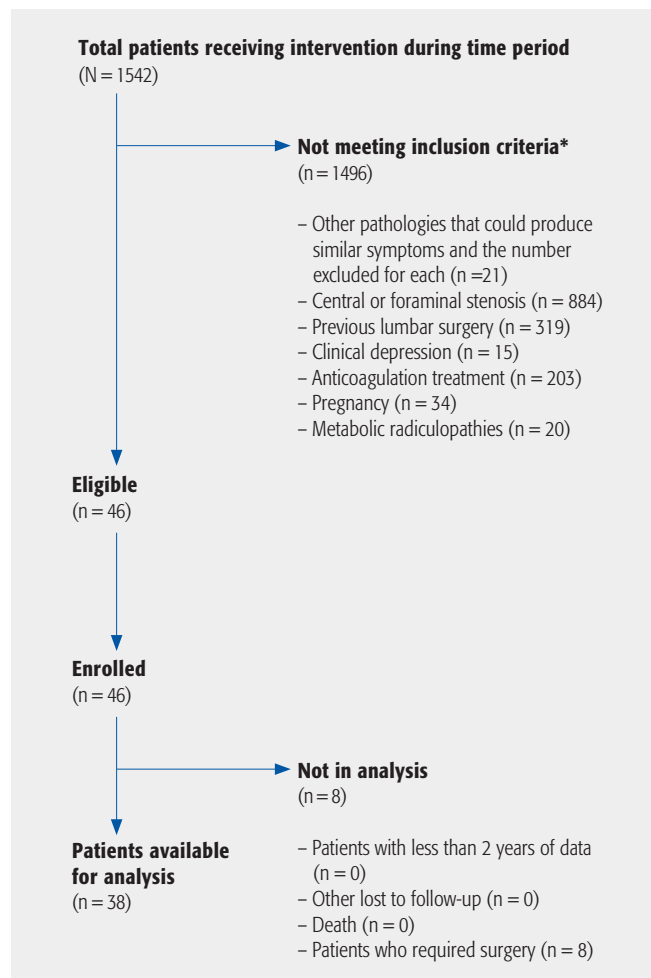 Total patients receiving intervention during time period
(N = 1542)
Not meeting inclusion criteria*
(n = 1496)
– Other pathologies that could produce
similar symptoms and the number
excluded for each (n =21)
– Central or foraminal stenosis (n = 884)
– Previous lumbar surgery (n = 319)
– Clinical depression (n = 15)
– Anticoagulation treatment (n = 203)
– Pregnancy (n = 34)
– Metabolic radiculopathies (n = 20)
Eligible
(n = 46)
Enrolled
(n = 46)
Not in analysis
(n = 8)
– Patients with less than 2 years of data
(n = 0)
– Other lost to follow-up (n = 0)
– Death (n = 0)
– Patients who required surgery (n = 8)
Patients available
for analysis
(n = 38)